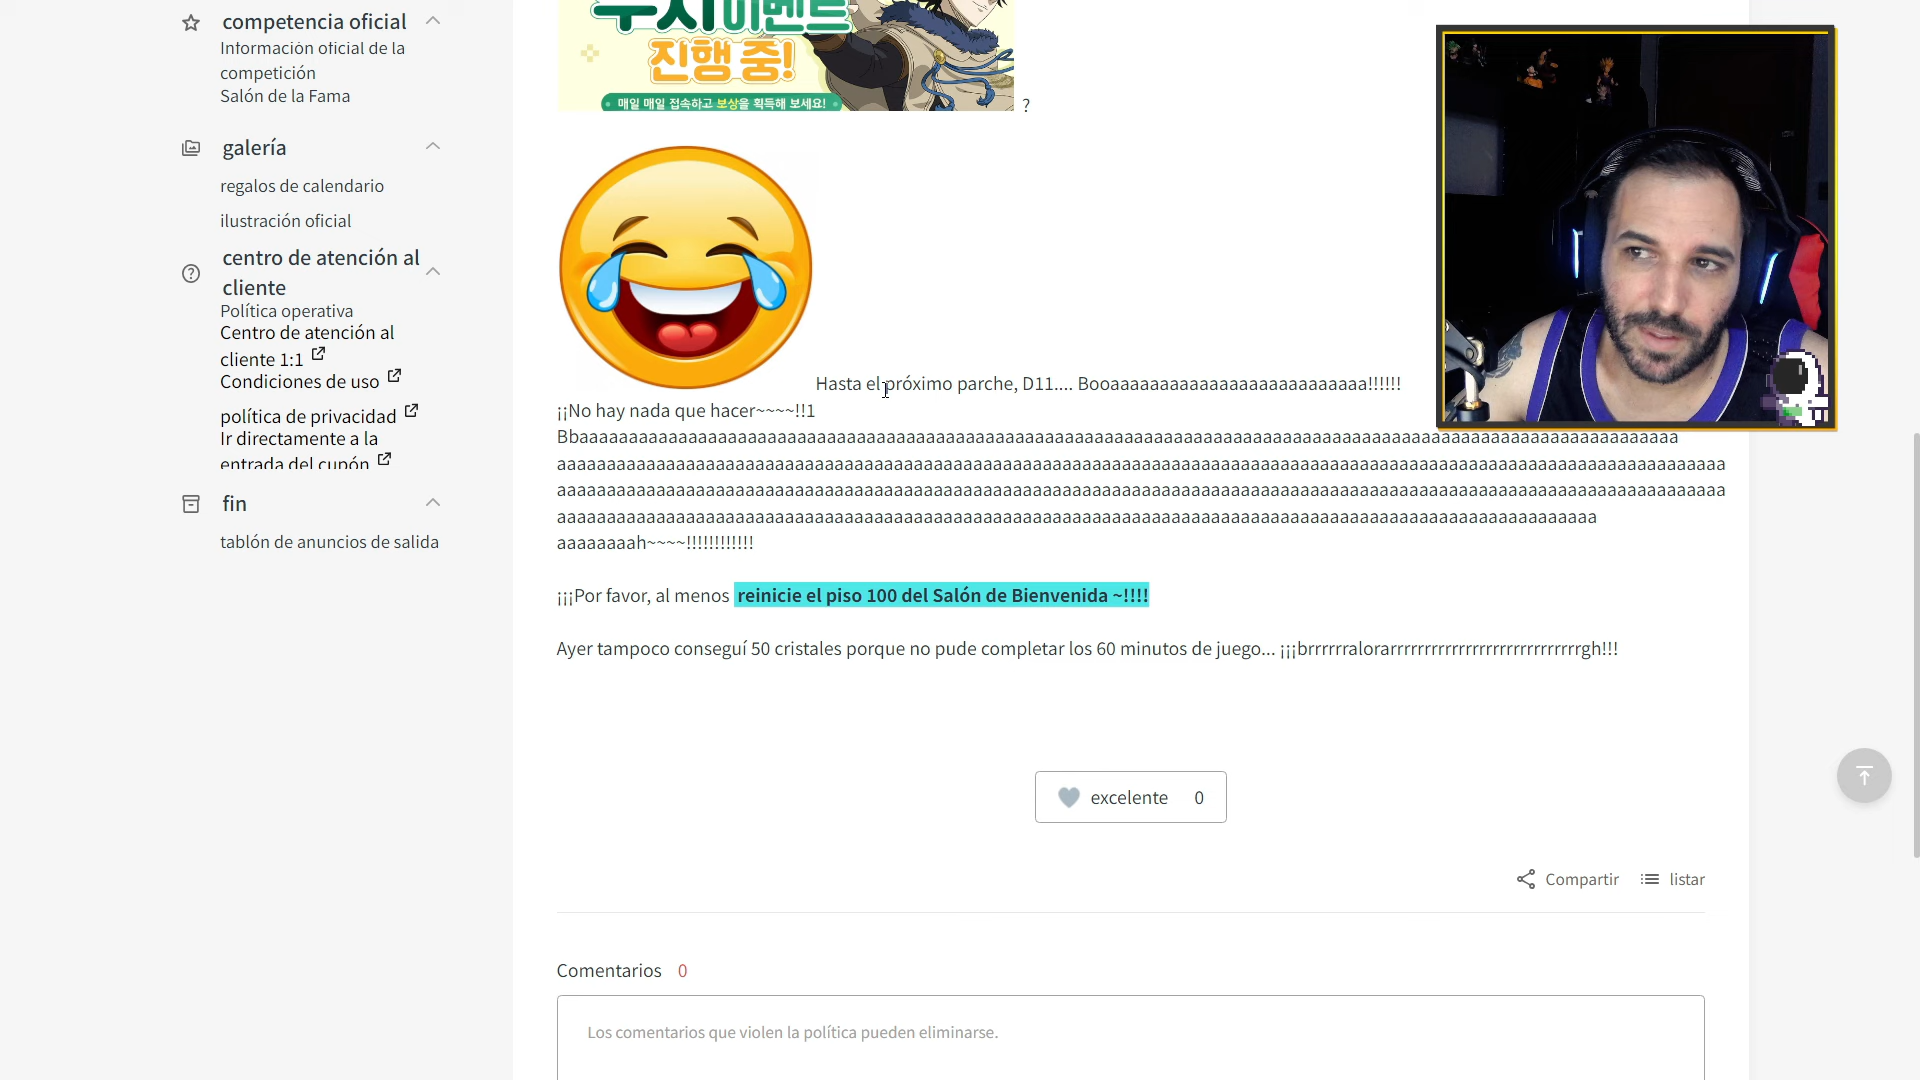 competencia oficial
Información oficial de la
competición
Salón de la Fama
galería
regalos de calendario
ilustración oficial
centro de atención al
cliente
Política operativa
Centro de atención al
cliente 1:1
Condiciones de uso
política de privacidad
Ir directamente a la
entrada del cupón
fin
tablón de anuncios de salida
진행 중!
매일 매일 접속하고 보상을 획득해 보세요!
?
Hasta el próximo parche, D11.... Booaaaaaaaaaaaaaaaaaaaaaaaaaa!!!!!!
¡¡No hay nada que hacer~~~~!!1
aaaaaaaah~~~~!!!!!!!!!!!!
¡¡¡Por favor, al menos reinicie el piso 100 del Salón de Bienvenida ~!!!!
Ayer tampoco conseguí 50 cristales porque no pude completar los 60 minutos de juego... ¡¡¡brrrrrralorarrrrrrrrrrrrrrrrrrrrrrrrrrrrgh!!!
excelente 0
Compartir listar
Comentarios 0
Los comentarios que violen la política pueden eliminarse.